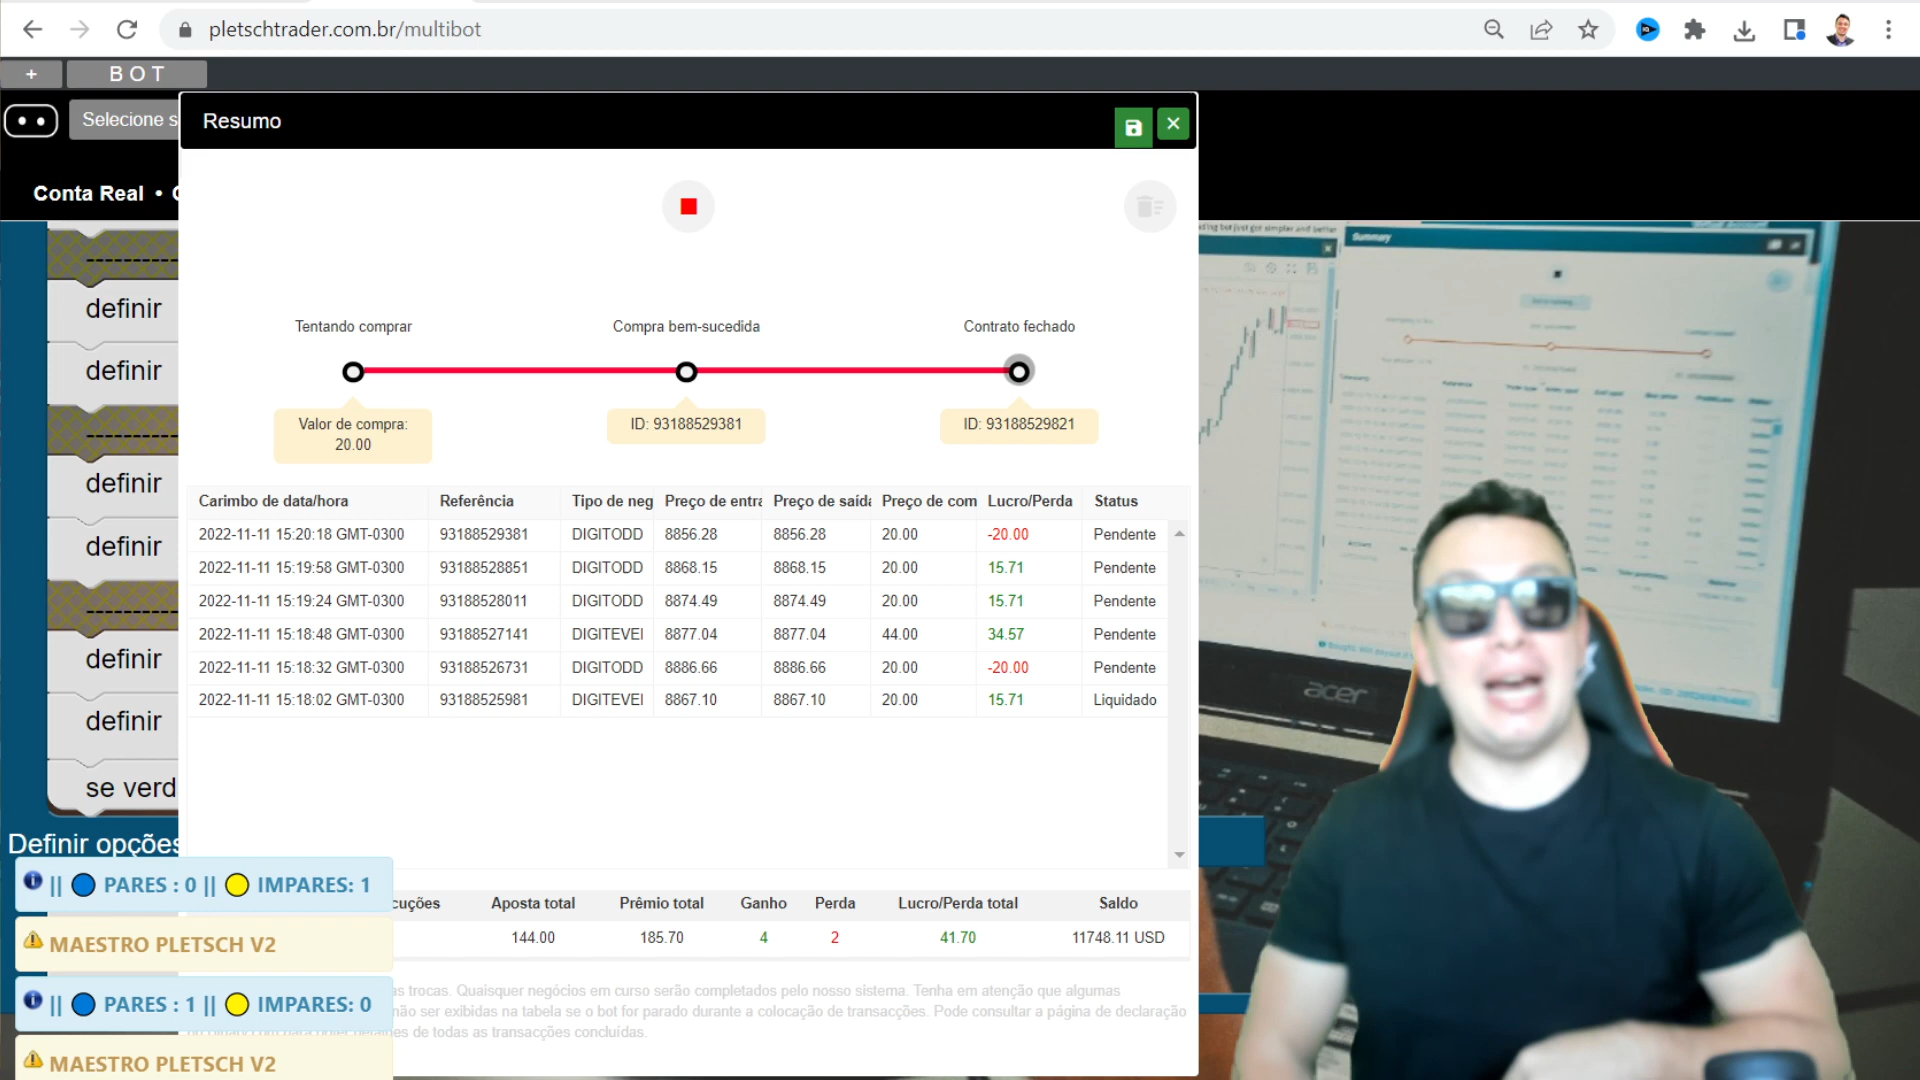 pletschtrader.com.br/multibot
+ BOT
Selecione s
Resumo
Conta Real •
Tentando comprar Compra bem-sucedida Contrato fechado
Valor de compra: 20.00
ID: 93188529381
ID: 93188529821
definir
definir
definir
definir
definir
definir
se verd
Definir opções
Carimbo de data/hora Referência Tipo de neg Preço de entra Preço de saída Preço de com Lucro/Perda Status
2022-11-11 15:20:18 GMT-0300 93188529381 DIGITODD 8856.28 8856.28 20.00 -20.00 Pendente
2022-11-11 15:19:58 GMT-0300 93188528851 DIGITODD 8868.15 8868.15 20.00 15.71 Pendente
2022-11-11 15:19:24 GMT-0300 93188528011 DIGITODD 8874.49 8874.49 20.00 15.71 Pendente
2022-11-11 15:18:48 GMT-0300 93188527141 DIGITEVEI 8877.04 8877.04 44.00 34.57 Pendente
2022-11-11 15:18:32 GMT-0300 93188526731 DIGITODD 8886.66 8886.66 20.00 -20.00 Pendente
2022-11-11 15:18:02 GMT-0300 93188525981 DIGITEVEI 8867.10 8867.10 20.00 15.71 Liquidado
cuções Aposta total Prêmio total Ganho Perda Lucro/Perda total Saldo
144.00 185.70 4 2 41.70 11748.11 USD
|| PARES : 0 || IMPARES: 1
MAESTRO PLETSCH V2
|| PARES : 1 || IMPARES: 0
MAESTRO PLETSCH V2
as trocas. Quaisquer negócios em curso serão completados pelo nosso sistema. Tenha em atenção que algumas
não ser exibidas na tabela se o bot for parado durante a colocação de transacções. Pode consultar a página de declaração
de todas as transacções concluídas.
Summary
acer